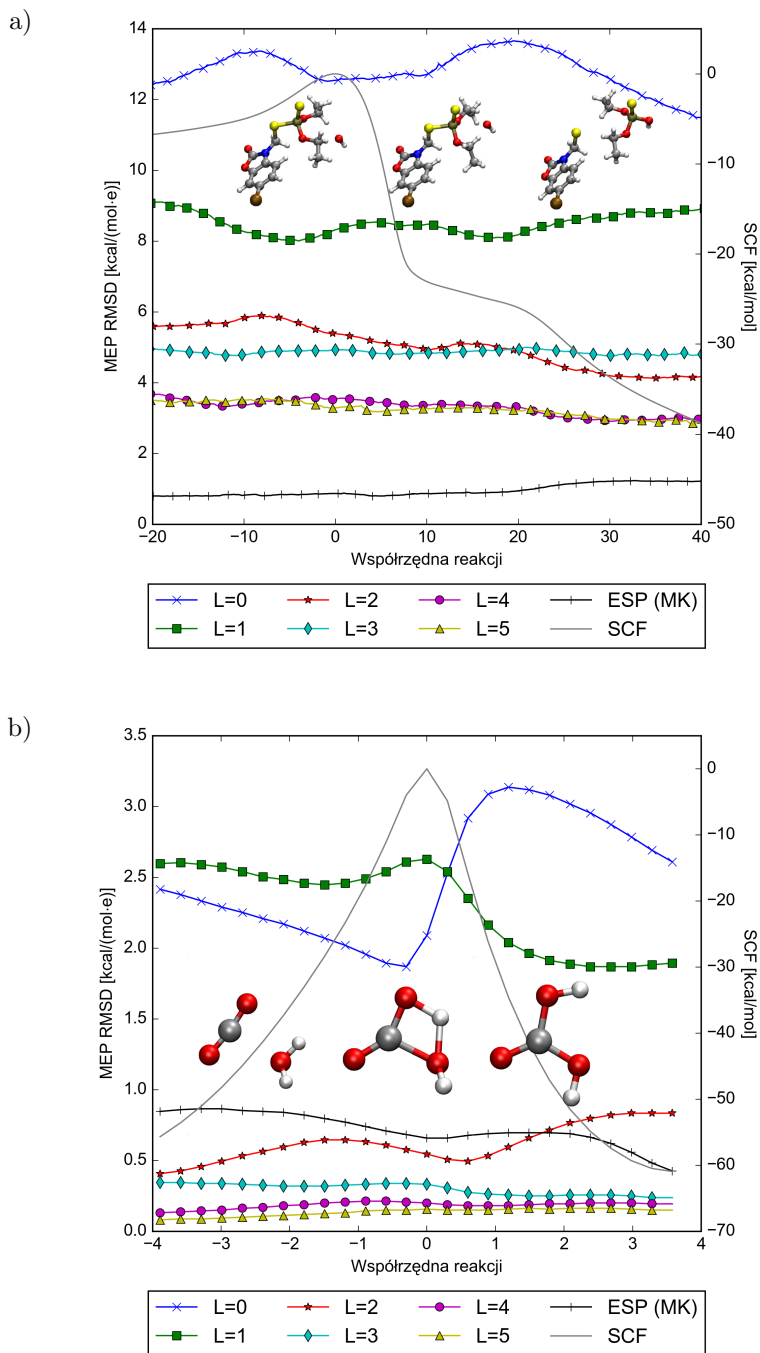 a)
14
12
10
8
6
4
2
0
MEP RMSD [kcal/(mol·e)]
0
−10
−20
−30
−40
−50
SCF [kcal/mol]
−20 −10 0 10 20 30 40
Współrzędna reakcji
L=0 L=2 L=4 ESP (MK)
L=1 L=3 L=5 SCF
b)
3.5
3.0
2.5
2.0
1.5
1.0
0.5
0.0
MEP RMSD [kcal/(mol·e)]
0
−10
−20
−30
−40
−50
−60
−70
SCF [kcal/mol]
−4 −3 −2 −1 0 1 2 3 4
Współrzędna reakcji
L=0 L=2 L=4 ESP (MK)
L=1 L=3 L=5 SCF